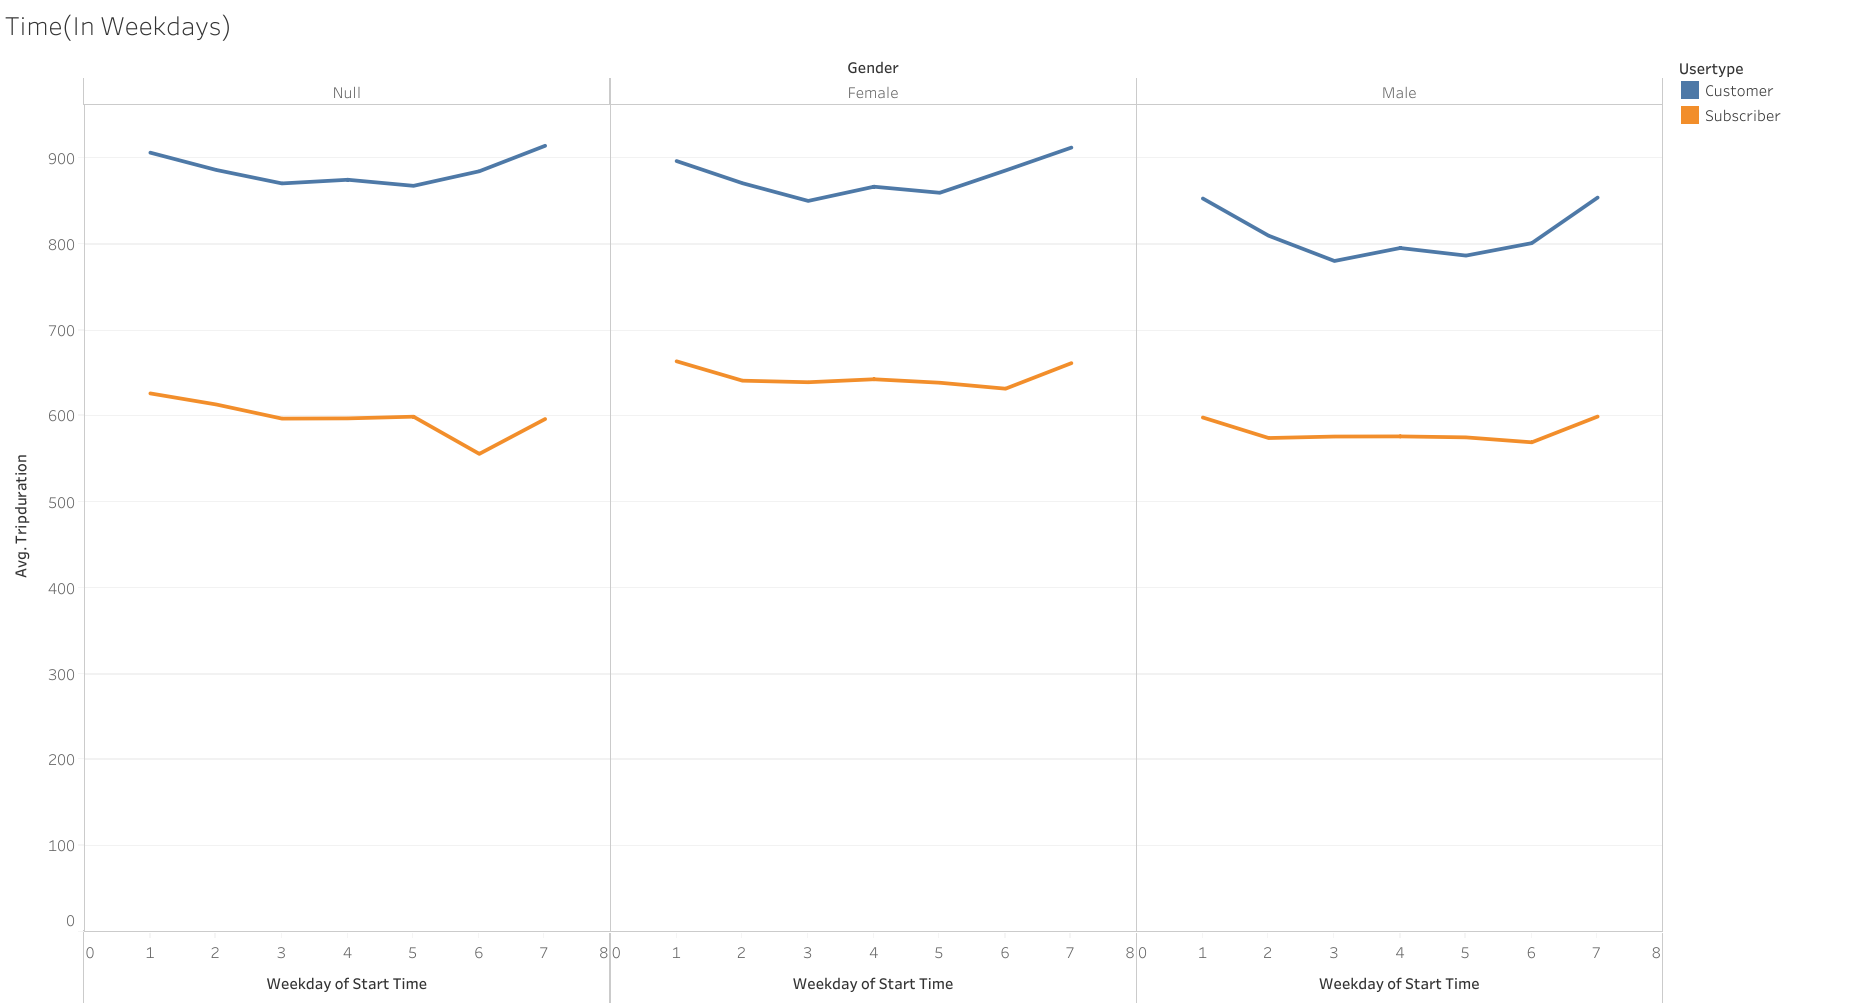 Time(In Weekdays)
Gender
Null Female Male
Usertype
Customer
Subscriber
Avg. Tripduration
900
800
700
600
500
400
300
200
100
0
0 1 2 3 4 5 6 7 8 0 1 2 3 4 5 6 7 8 0 1 2 3 4 5 6 7 8
Weekday of Start Time Weekday of Start Time Weekday of Start Time